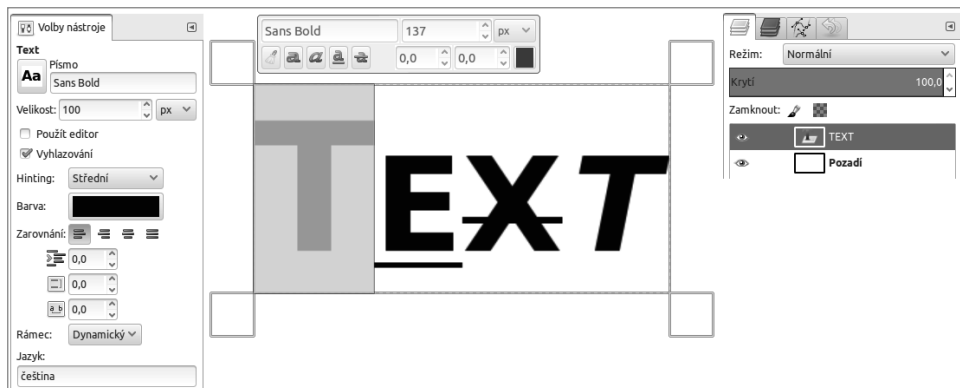 Volby nástroje
Text
Aa
Písmo
Sans Bold
Velikost: 100 px
Použít editor
Vyhlazování
Hinting: Střední
Barva:
Zarovnání:
0,0
0,0
a_b 0,0
Rámec: Dynamický
Jazyk:
čeština
Sans Bold 137 px
a a a a 0,0 0,0
TEXT
Režim: Normální
Krytí 100,0
Zamknout:
TEXT
Pozadí